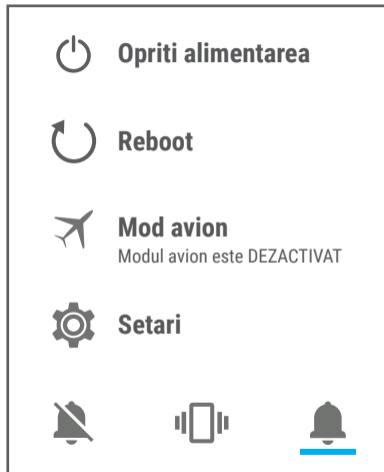 Opriti alimentarea
Reboot
Mod avion
Modul avion este DEZACTIVAT
Setari